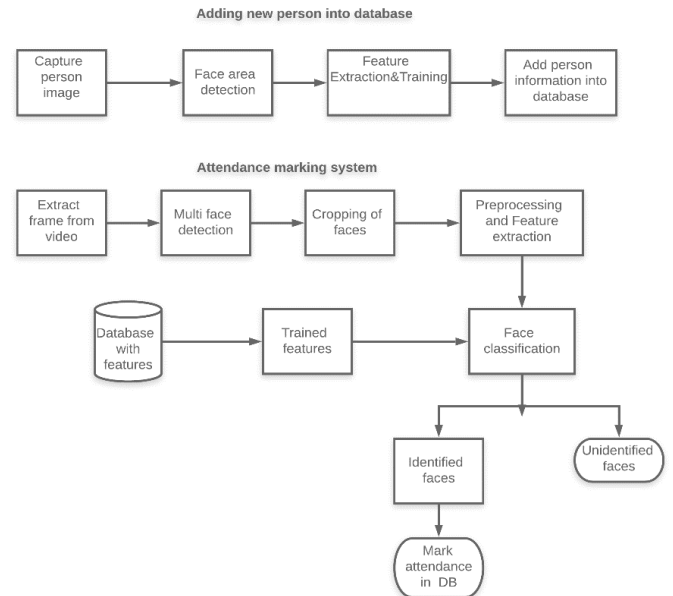 Adding new person into database
Capture
person
image
Face area
detection
Feature
Extraction&Training
Add person
information into
database
Attendance marking system
Extract
frame from
video
Multi face
detection
Cropping of
faces
Preprocessing
and Feature
extraction
Database
with
features
Trained
features
Face
classification
Identified
faces
Unidentified
faces
Mark
attendance
in DB